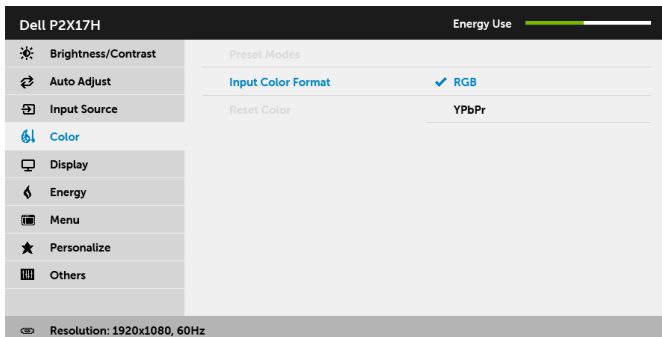 Dell P2X17H Energy Use
Brightness/Contrast Preset Modes
Auto Adjust Input Color Format RGB
Input Source Reset Color YPbPr
Color
Display
Energy
Menu
Personalize
Others
Resolution: 1920x1080, 60Hz